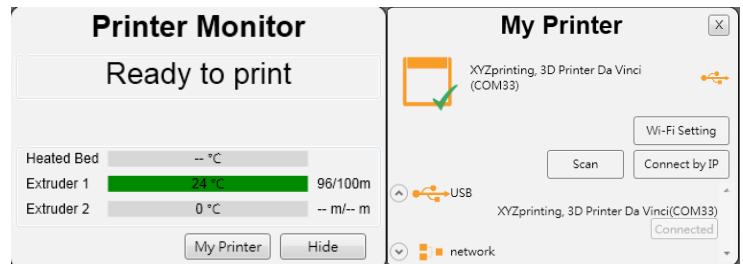 Printer Monitor
Ready to print
Heated Bed -- °C
Extruder 1 24 °C 96/100m
Extruder 2 0 °C -- m/-- m
My Printer Hide
My Printer X
XYZprinting, 3D Printer Da Vinci
(COM33)
Wi-Fi Setting
Scan Connect by IP
USB
XYZprinting, 3D Printer Da Vinci(COM33)
Connected
network